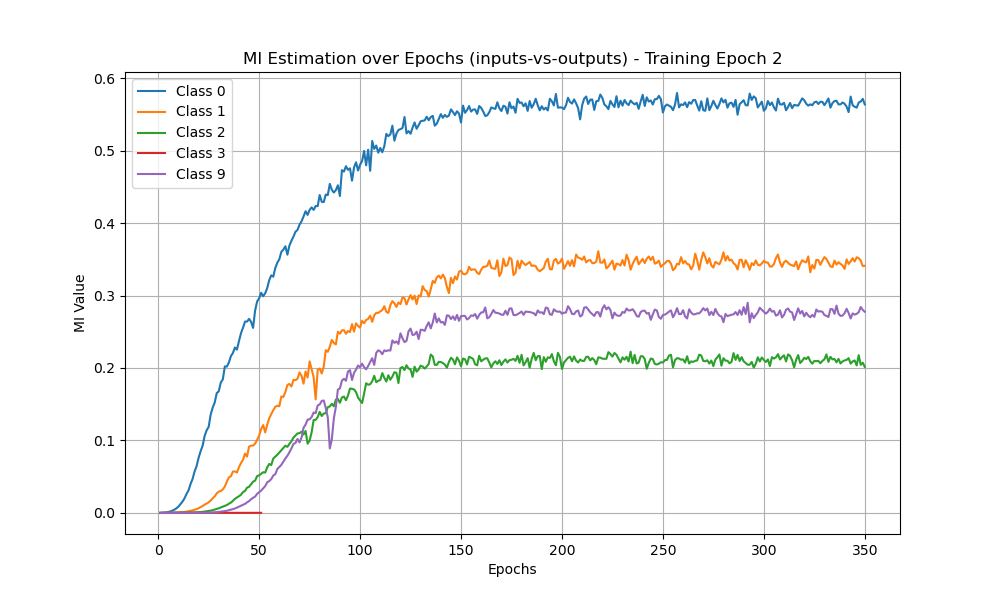 MI Estimation over Epochs (inputs-vs-outputs) - Training Epoch 2
Class 0
Class 1
Class 2
Class 3
Class 9
MI Value
0.6
0.5
0.4
0.3
0.2
0.1
0.0
0 50 100 150 200 250 300 350
Epochs